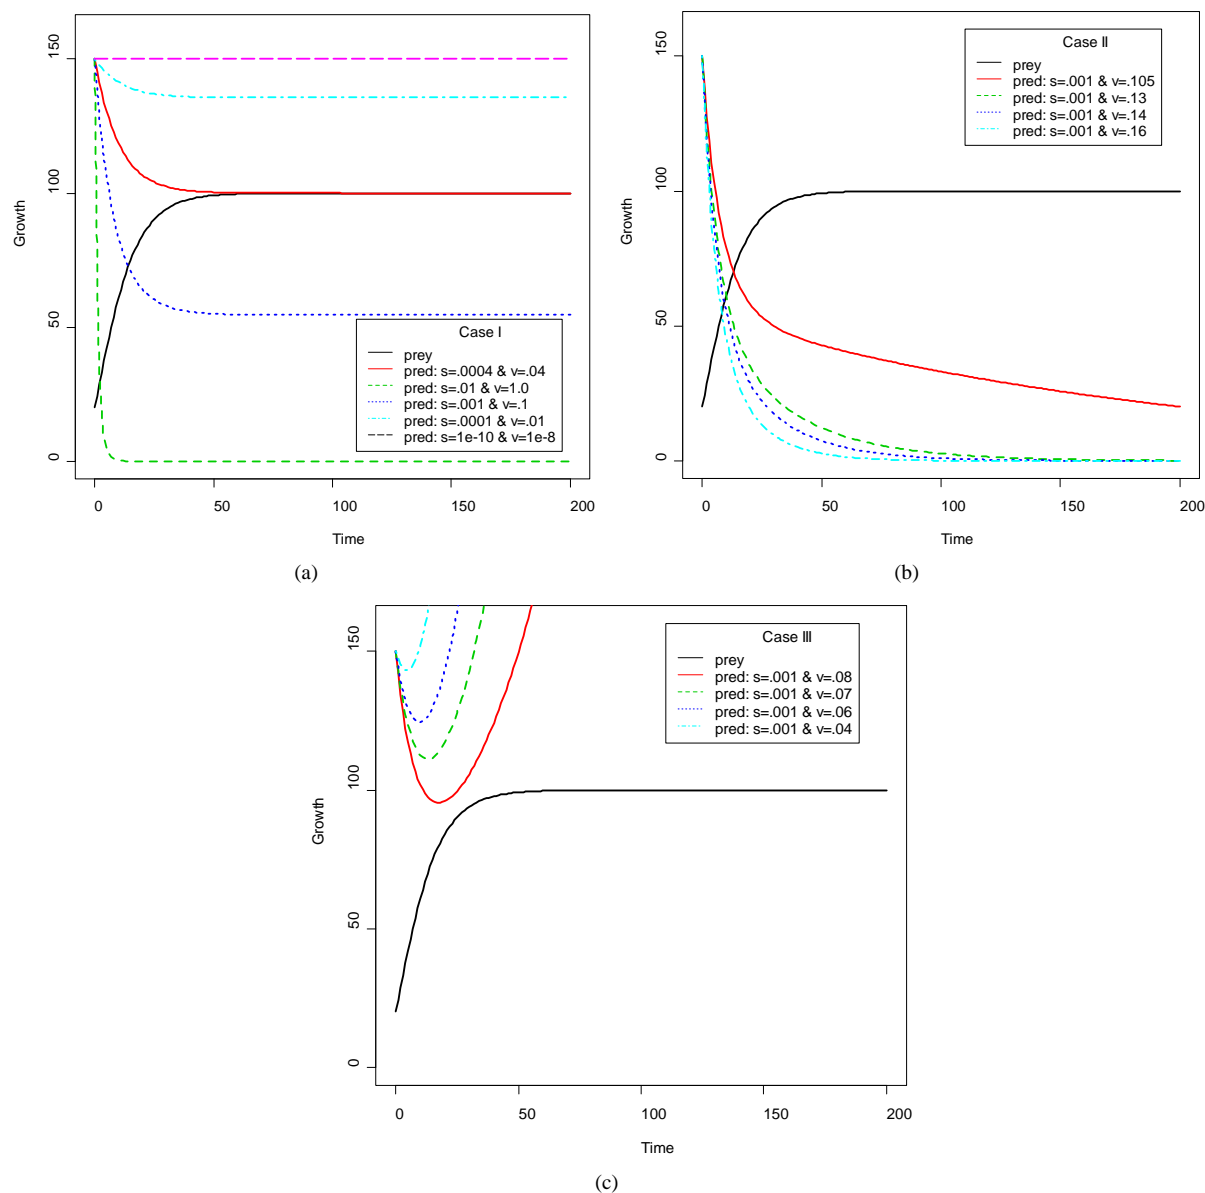 150
100
50
0
Growth
Case I
prey
pred: s=.0004 & v=.04
pred: s=.01 & v=1.0
pred: s=.001 & v=.1
pred: s=.0001 & v=.01
pred: s=1e-10 & v=1e-8
0 50 100 150 200
Time
(a)
150
100
50
0
Growth
Case II
prey
pred: s=.001 & v=.105
pred: s=.001 & v=.13
pred: s=.001 & v=.14
pred: s=.001 & v=.16
0 50 100 150 200
Time
(b)
150
100
50
0
Growth
Case III
prey
pred: s=.001 & v=.08
pred: s=.001 & v=.07
pred: s=.001 & v=.06
pred: s=.001 & v=.04
0 50 100 150 200
Time
(c)